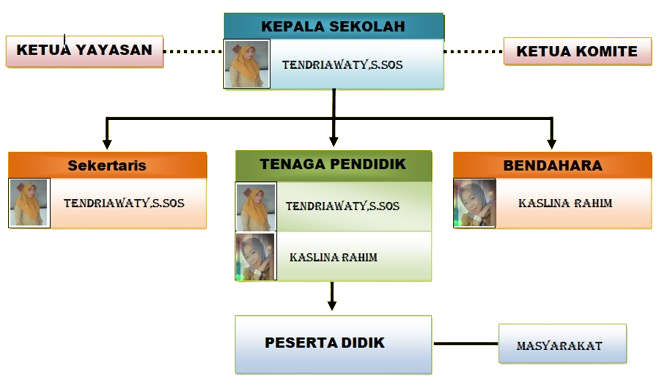 KEPALA SEKOLAH
KETUA YAYASAN
TENDRIAWATY,S.SOS
KETUA KOMITE
Sekertaris
TENDRIAWATY,S.SOS
TENAGA PENDIDIK
TENDRIAWATY,S.SOS
KASLINA RAHIM
BENDAHARA
KASLINA RAHIM
PESERTA DIDIK
MASYARAKAT